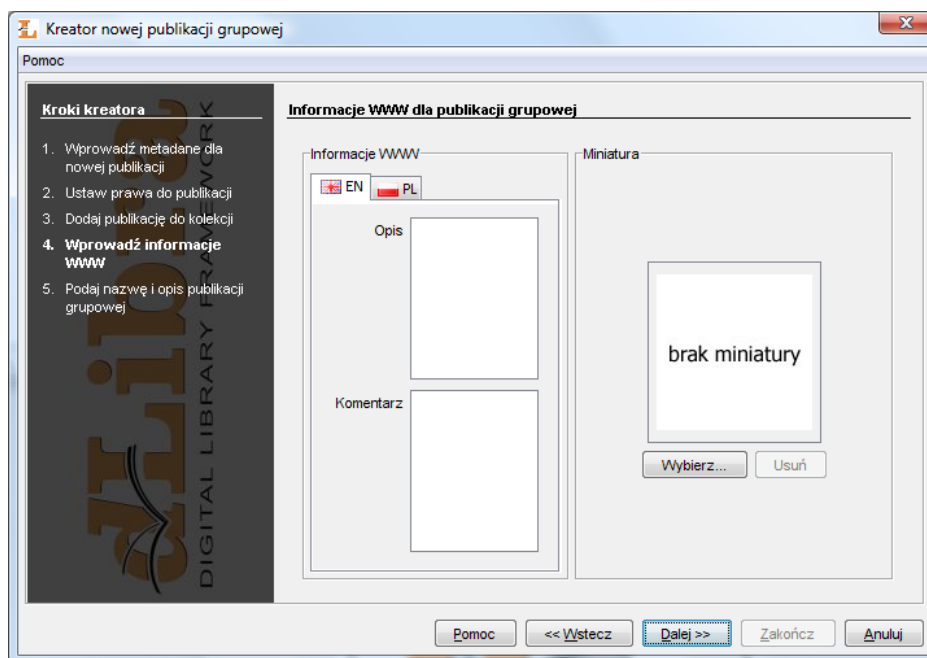 Kreator nowej publikacji grupowej
Pomoc
Kroki kreatora
1. Wprowadź metadane dla
nowej publikacji
2. Ustaw prawa do publikacji
3. Dodaj publikację do kolekcji
4. Wprowadź informacje
WWW
5. Podaj nazwę i opis publikacji
grupowej
dLibra
DIGITAL LIBRARY FRAMEWORK
Informacje WWW dla publikacji grupowej
Informacje WWW
EN PL
Opis
Komentarz
Miniatura
brak miniatury
Wybierz... Usuń
Pomoc << Wstecz Dalej >> Zakończ Anuluj